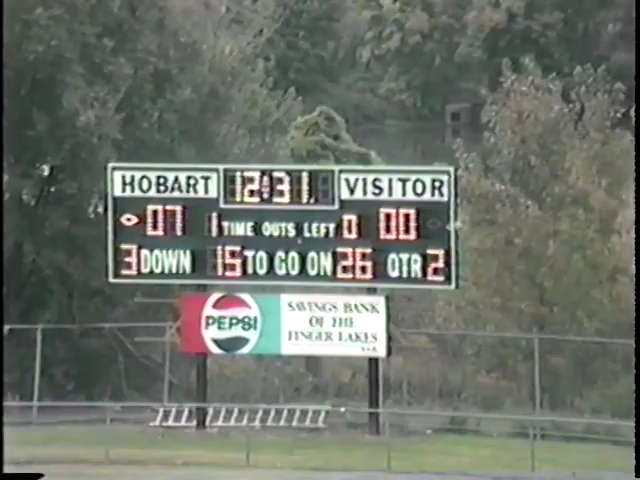 HOBART 12:31 VISITOR
07 1 TIME OUTS LEFT 0 00
3 DOWN 15 TO GO ON 26 QTR 2
PEPSI
SAVINGS BANK
OF THE
FINGER LAKES